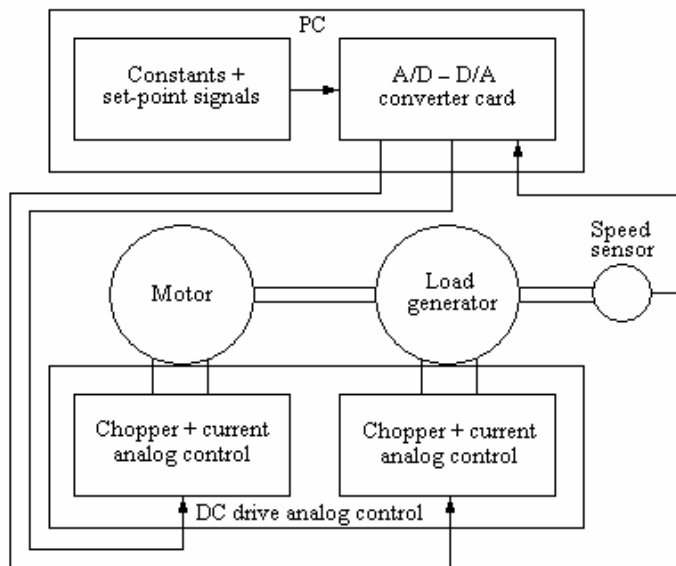 PC
Constants +
set-point signals
A/D – D/A
converter card
Speed
sensor
Motor
Load
generator
Chopper + current
analog control
Chopper + current
analog control
DC drive analog control